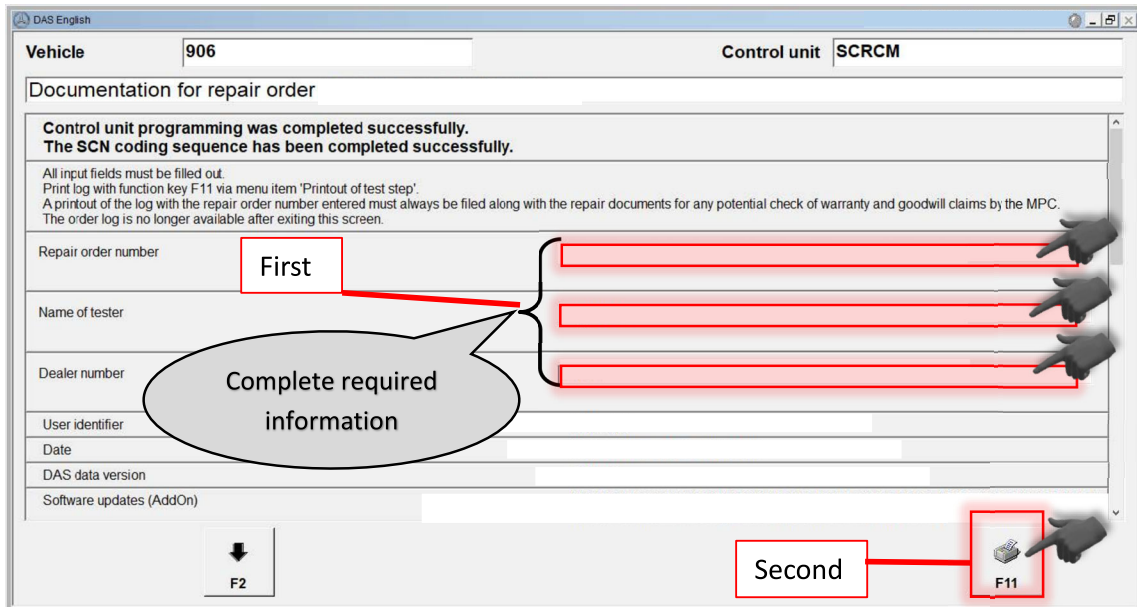 DAS English
Vehicle 906 Control unit SCRCM
Documentation for repair order
Control unit programming was completed successfully.
The SCN coding sequence has been completed successfully.
All input fields must be filled out.
Print log with function key F11 via menu item 'Printout of test step'.
A printout of the log with the repair order number entered must always be filed along with the repair documents for any potential check of warranty and goodwill claims by the MPC.
The order log is no longer available after exiting this screen.
Repair order number
First
Name of tester
Dealer number
Complete required
information
User identifier
Date
DAS data version
Software updates (AddOn)
F2
Second
F11